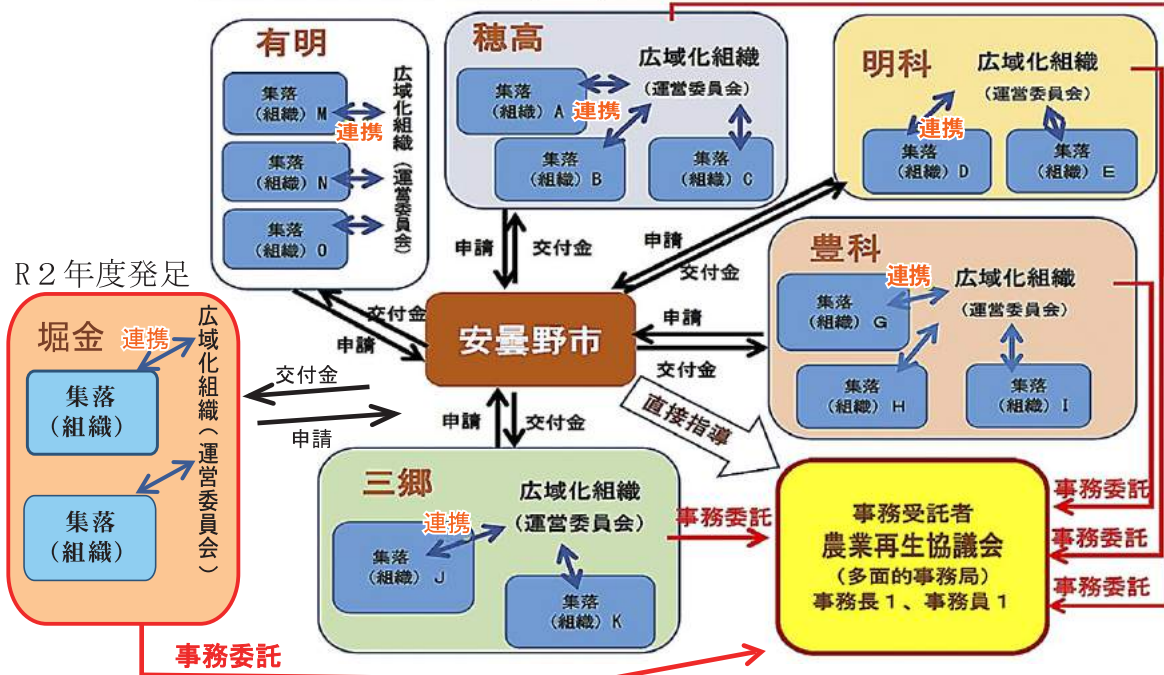 有明
集落
(組織) M
連携
集落
(組織) N
集落
(組織) O
広域化組織(運営委員会)
穂高
広域化組織
(運営委員会)
集落
(組織) A
連携
集落
(組織) B
集落
(組織) C
明科
広域化組織
(運営委員会)
連携
集落
(組織) D
集落
(組織) E
申請
交付金
申請
交付金
豊科
連携
広域化組織
(運営委員会)
集落
(組織) G
集落
(組織) H
集落
(組織) I
R2年度発足
堀金
連携
集落
(組織)
集落
(組織)
広域化組織(運営委員会)
交付金
申請
安曇野市
申請
交付金
交付金
申請
申請
交付金
直接指導
三郷
広域化組織
(運営委員会)
連携
集落
(組織) J
集落
(組織) K
事務委託
事務受託者
農業再生協議会
(多面的事務局)
事務長1、事務員1
事務委託
事務委託
事務委託
事務委託